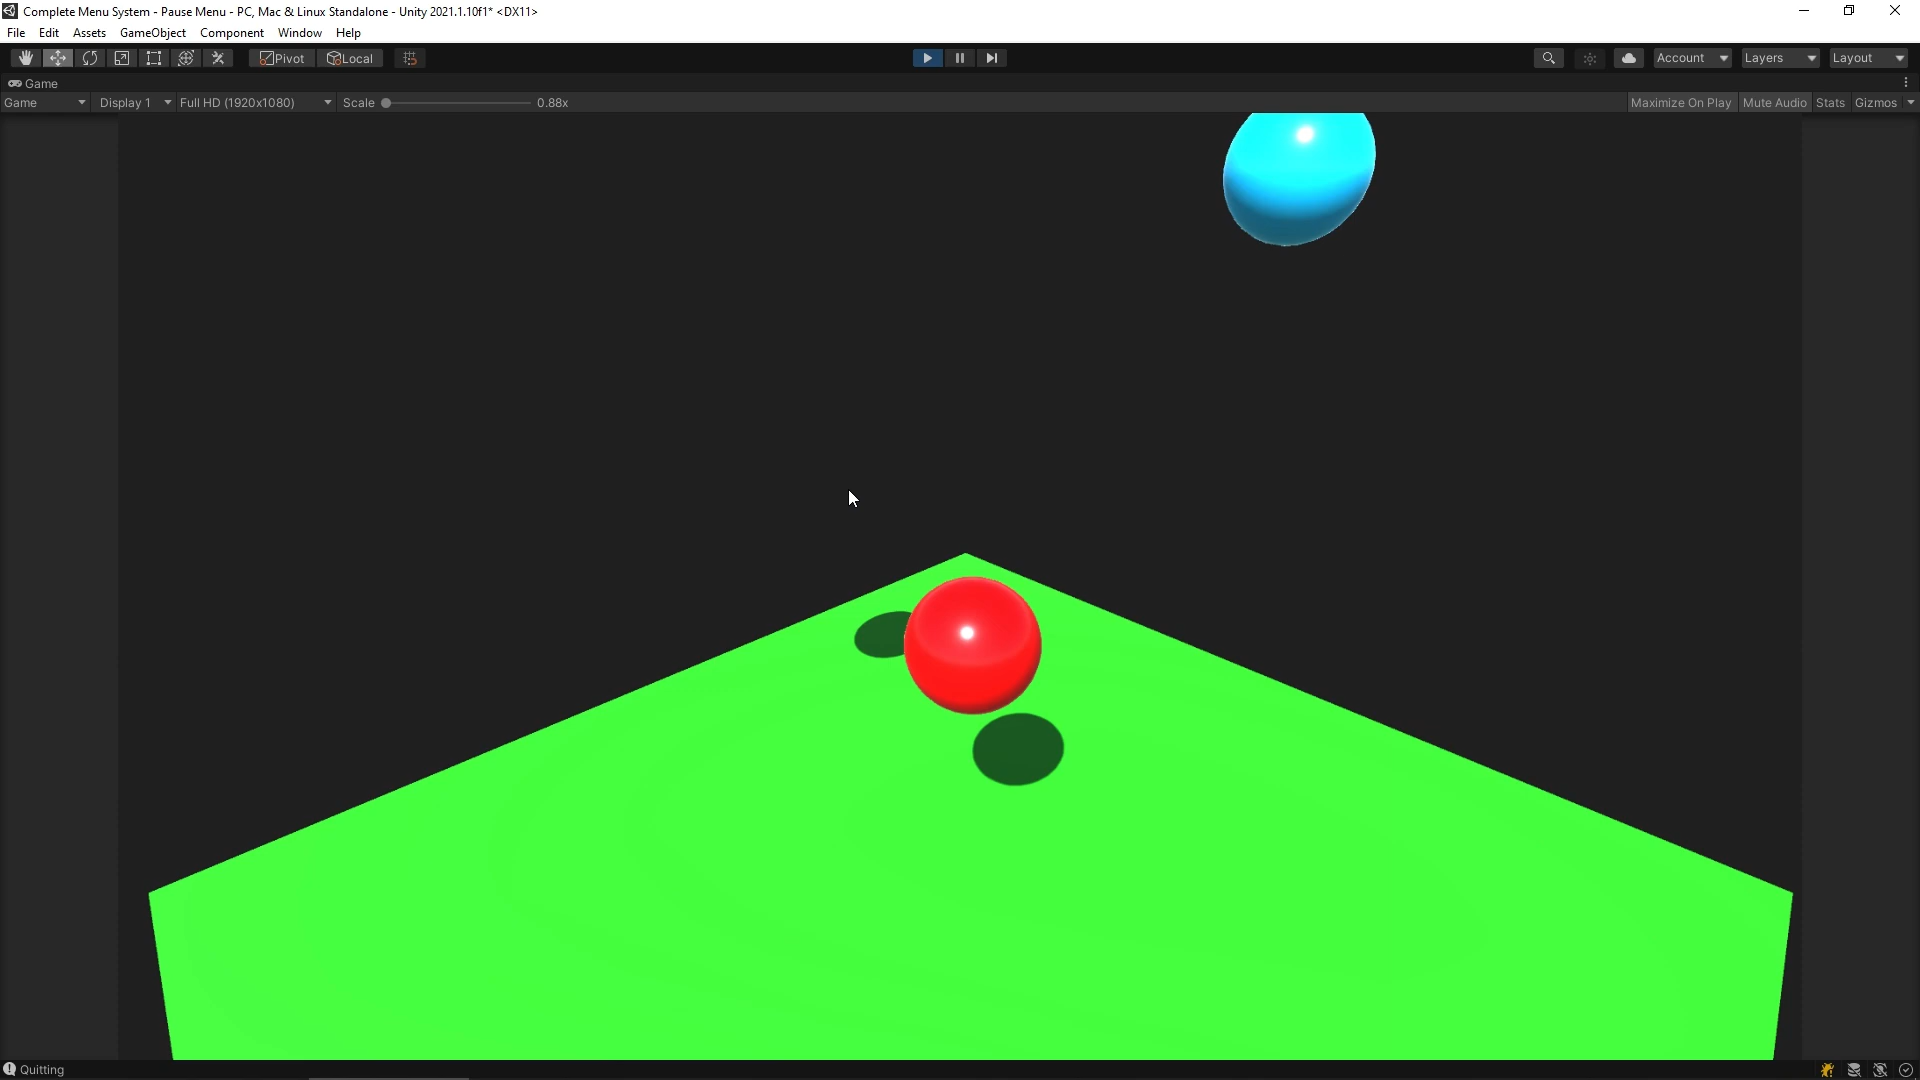 Complete Menu System - Pause Menu - PC, Mac & Linux Standalone - Unity 2021.1.10f1* <DX11>
File Edit Assets GameObject Component Window Help
Pivot Local Account Layers Layout
Game
Game Display 1 Full HD (1920x1080) Scale 0.88x Maximize On Play Mute Audio Stats Gizmos
Quitting